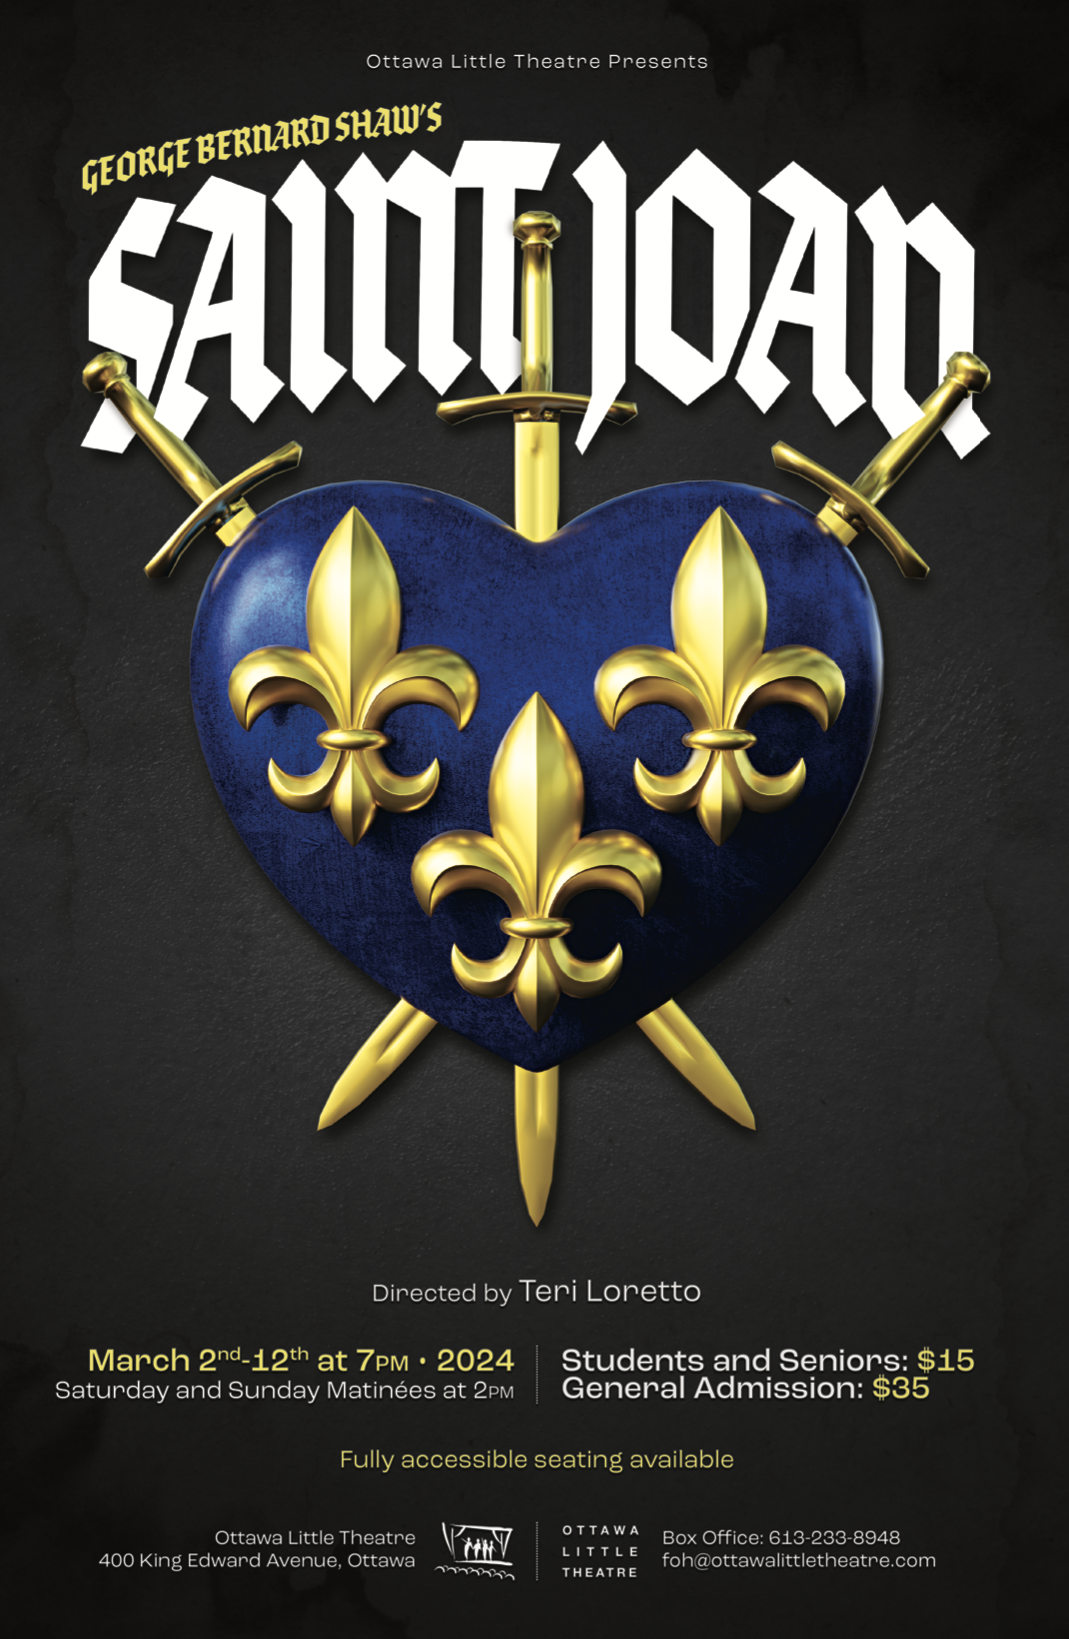 Ottawa Little Theatre Presents
GEORGE BERNARD SHAW'S
SAINT JOAN
Directed by Teri Loretto
March 2nd-12th at 7PM • 2024
Saturday and Sunday Matinées at 2PM
Students and Seniors: $15
General Admission: $35
Fully accessible seating available
Ottawa Little Theatre
400 King Edward Avenue, Ottawa
OTTAWA
LITTLE
THEATRE
Box Office: 613-233-8948
foh@ottawalittletheatre.com